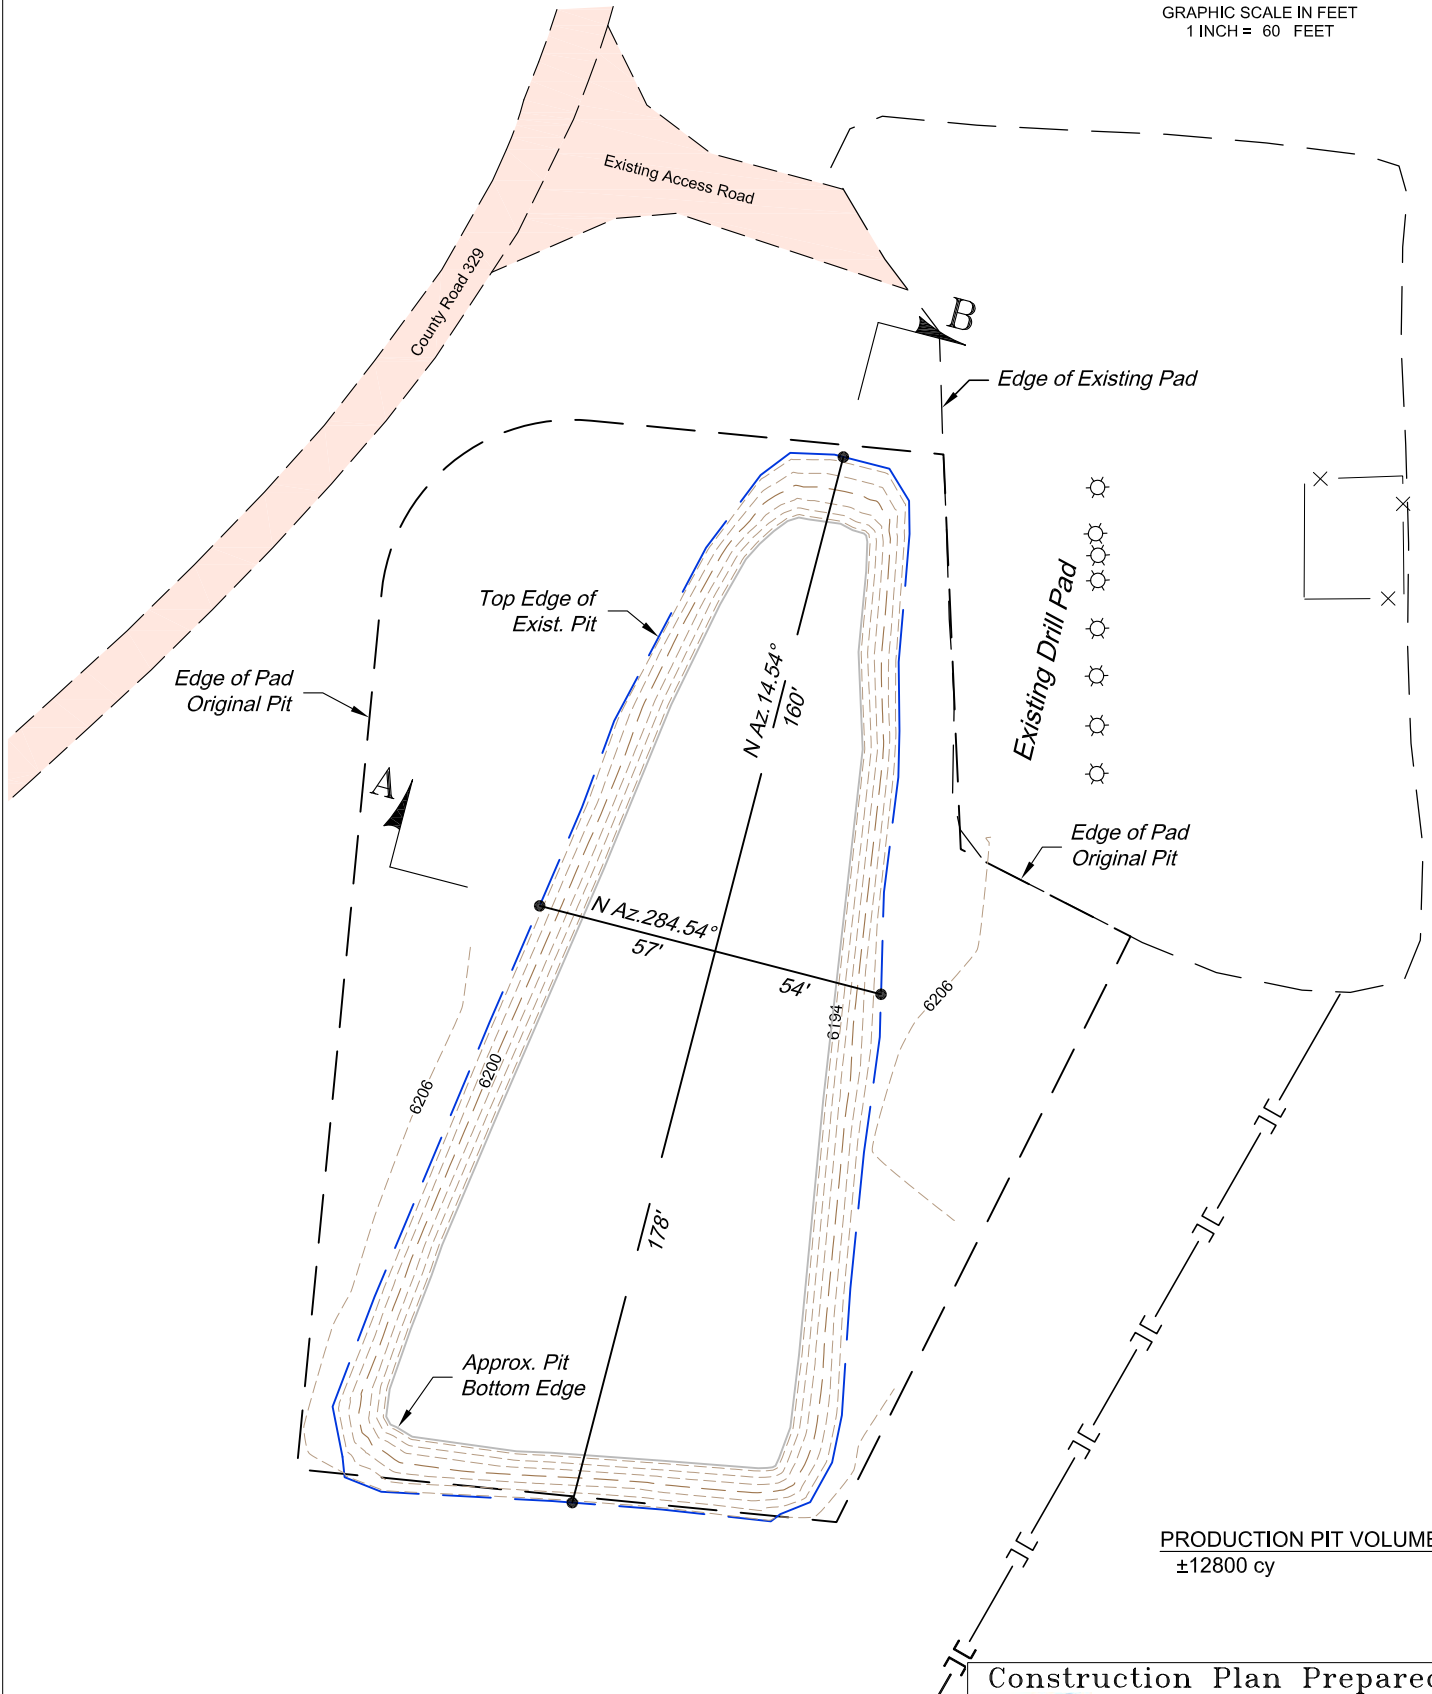 GRAPHIC SCALE IN FEET
1 INCH = 60 FEET
Existing Access Road
County Road 329
B
Edge of Existing Pad
Top Edge of
Exist. Pit
Existing Drill Pad
Edge of Pad
Original Pit
N Az.14.54°
160'
A
Edge of Pad
Original Pit
N Az.284.54°
57'
54'
6206
6194
6200
6206
178'
Approx. Pit
Bottom Edge
PRODUCTION PIT VOLUME
±12800 cy
Construction Plan Prepared